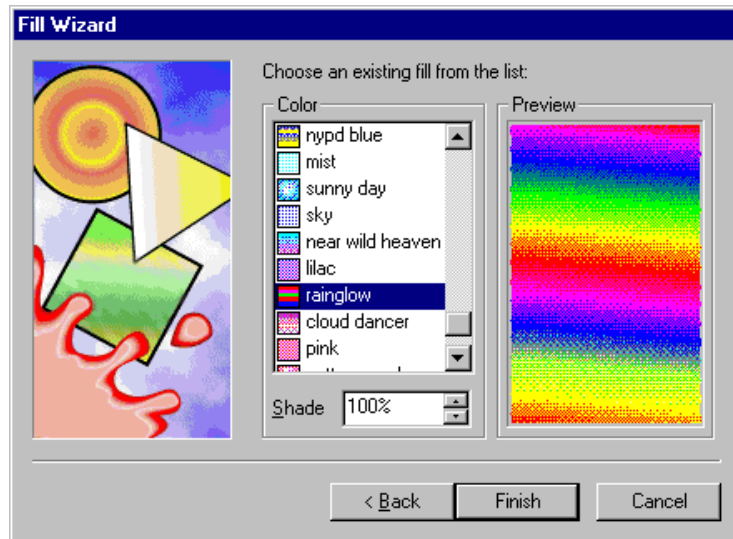 Fill Wizard
Choose an existing fill from the list:
Color
Preview
nypd blue
mist
sunny day
sky
near wild heaven
lilac
rainglow
cloud dancer
pink
Shade 100%
< Back
Finish
Cancel